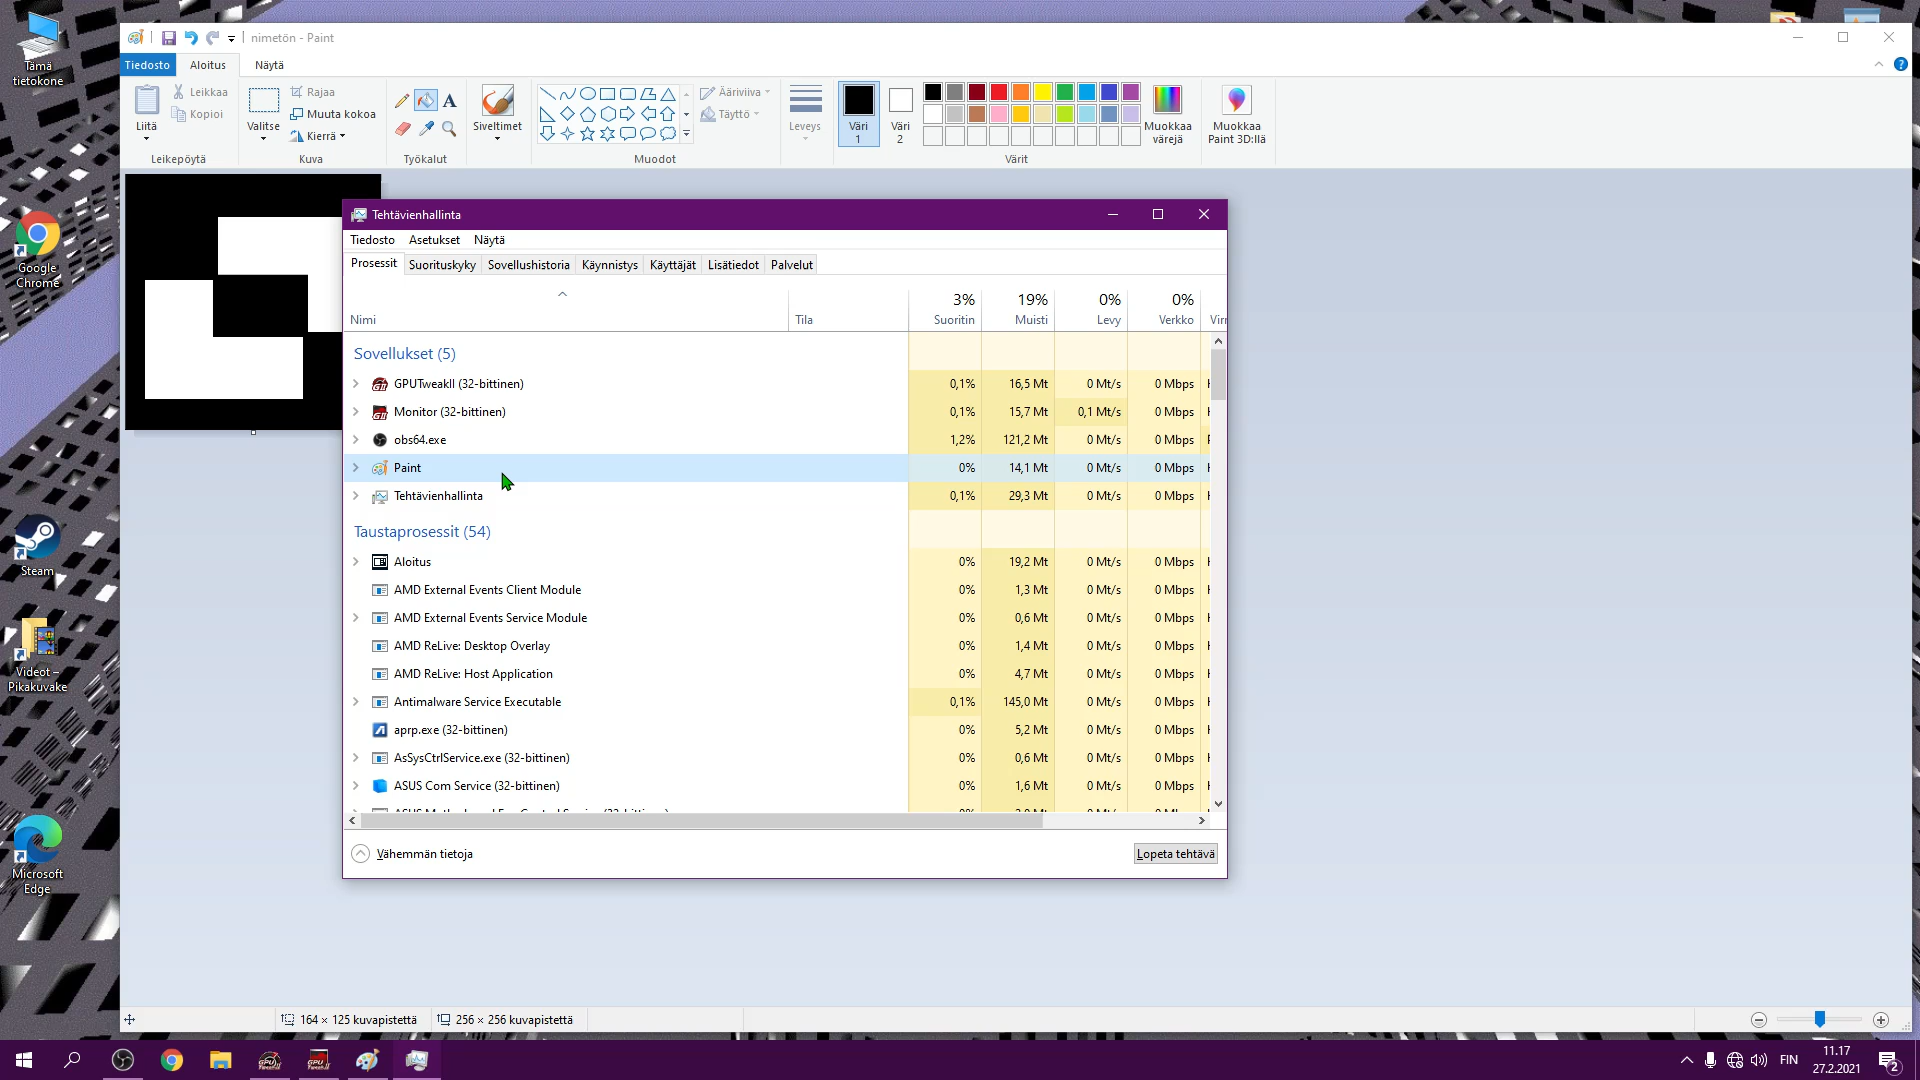 Tämä
tietokone
Google
Chrome
Steam
Videot –
Pikakuvake
Microsoft
Edge
nimetön - Paint
Tiedosto Aloitus Näytä
Liitä
Leikkaa
Kopioi
Leikepöytä
Valitse
Rajaa
Muuta kokoa
Kierrä
Kuva
Työkalut
Siveltimet
Ääriviiva
Täyttö
Muodot
Leveys
Väri
1
Väri
2
Värit
Muokkaa
värejä
Muokkaa
Paint 3D:llä
Tehtävienhallinta
Tiedosto Asetukset Näytä
Prosessit Suorituskyky Sovellushistoria Käynnistys Käyttäjät Lisätiedot Palvelut
3% 19% 0% 0%
Nimi Tila Suoritin Muisti Levy Verkko
Sovellukset (5)
GPUTweakII (32-bittinen) 0,1% 16,5 Mt 0 Mt/s 0 Mbps
Monitor (32-bittinen) 0,1% 15,7 Mt 0,1 Mt/s 0 Mbps
obs64.exe 1,2% 121,2 Mt 0 Mt/s 0 Mbps
Paint 0% 14,1 Mt 0 Mt/s 0 Mbps
Tehtävienhallinta 0,1% 29,3 Mt 0 Mt/s 0 Mbps
Taustaprosessit (54)
Aloitus 0% 19,2 Mt 0 Mt/s 0 Mbps
AMD External Events Client Module 0% 1,3 Mt 0 Mt/s 0 Mbps
AMD External Events Service Module 0% 0,6 Mt 0 Mt/s 0 Mbps
AMD ReLive: Desktop Overlay 0% 1,4 Mt 0 Mt/s 0 Mbps
AMD ReLive: Host Application 0% 4,7 Mt 0 Mt/s 0 Mbps
Antimalware Service Executable 0,1% 145,0 Mt 0 Mt/s 0 Mbps
aprp.exe (32-bittinen) 0% 5,2 Mt 0 Mt/s 0 Mbps
AsSysCtrlService.exe (32-bittinen) 0% 0,6 Mt 0 Mt/s 0 Mbps
ASUS Com Service (32-bittinen) 0% 1,6 Mt 0 Mt/s 0 Mbps
Vähemmän tietoja
Lopeta tehtävä
164 × 125 kuvapistettä 256 × 256 kuvapistettä
FIN
11.17
27.2.2021
2